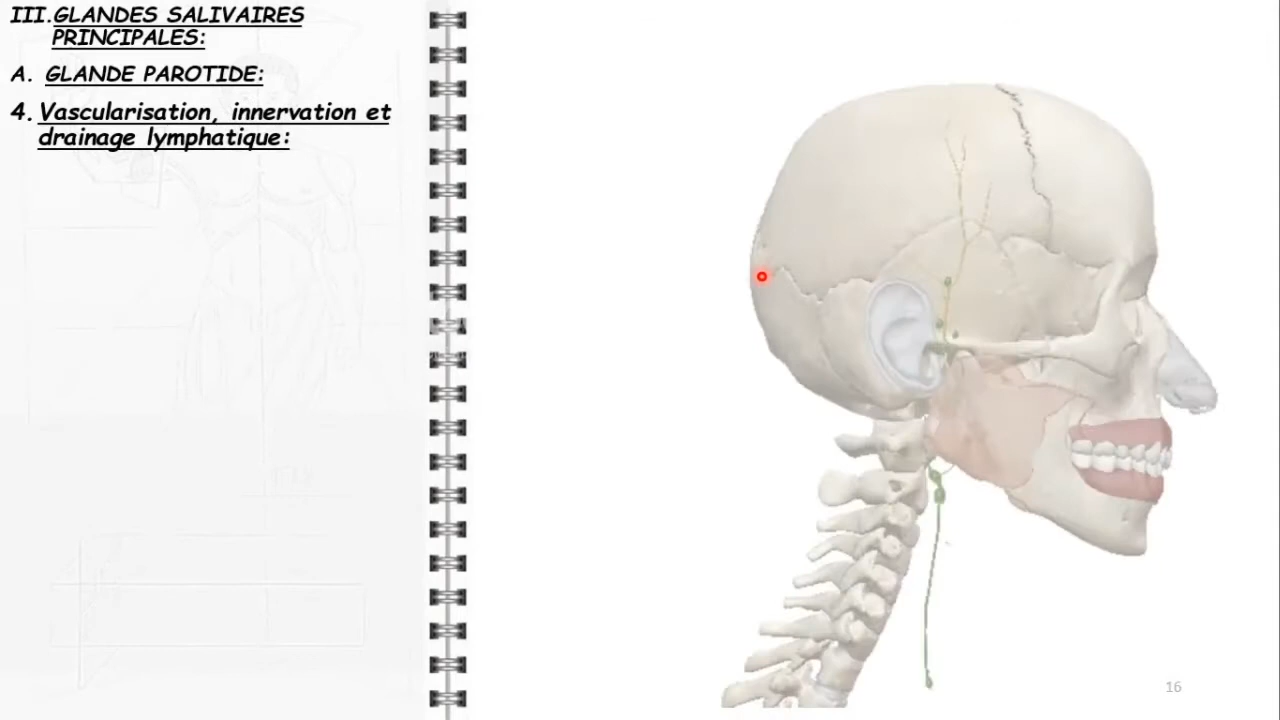 III.GLANDES SALIVAIRES
PRINCIPALES:
A. GLANDE PAROTIDE:
4. Vascularisation, innervation et
drainage lymphatique:
16